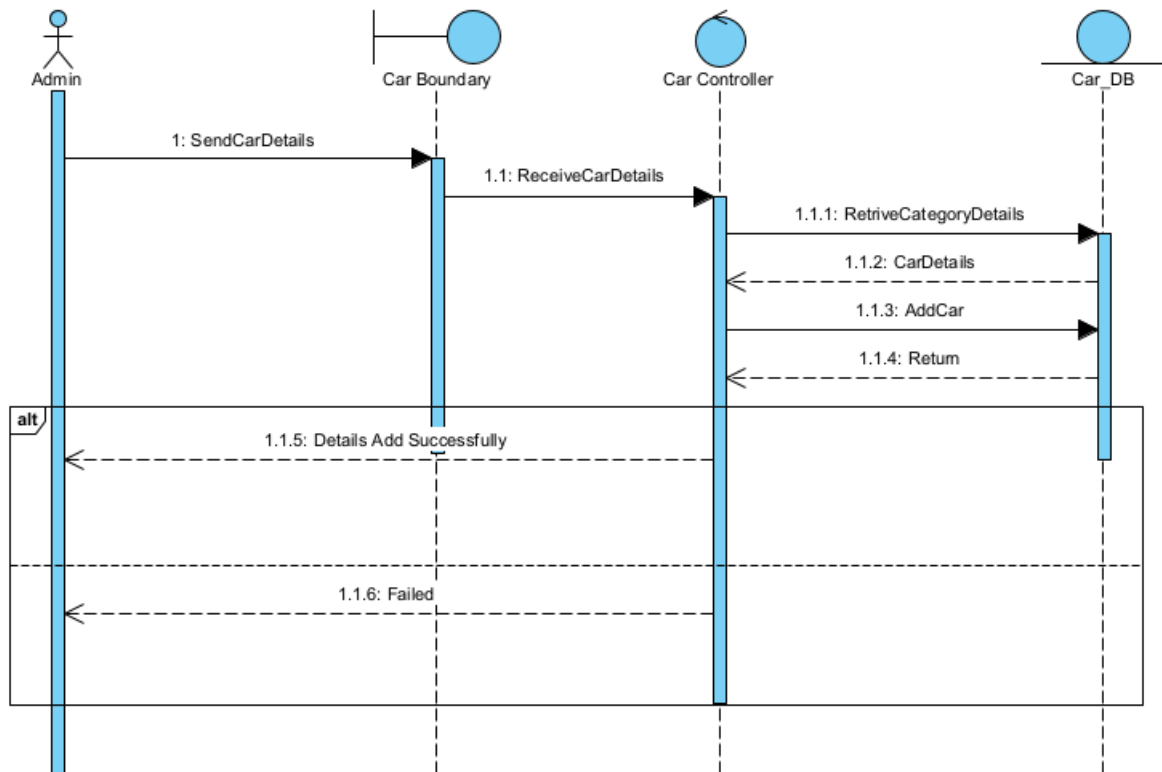 Admin
Car Boundary
Car Controller
Car_DB
1: SendCarDetails
1.1: ReceiveCarDetails
1.1.1: RetriveCategoryDetails
1.1.2: CarDetails
1.1.3: AddCar
1.1.4: Return
alt
1.1.5: Details Add Successfully
1.1.6: Failed